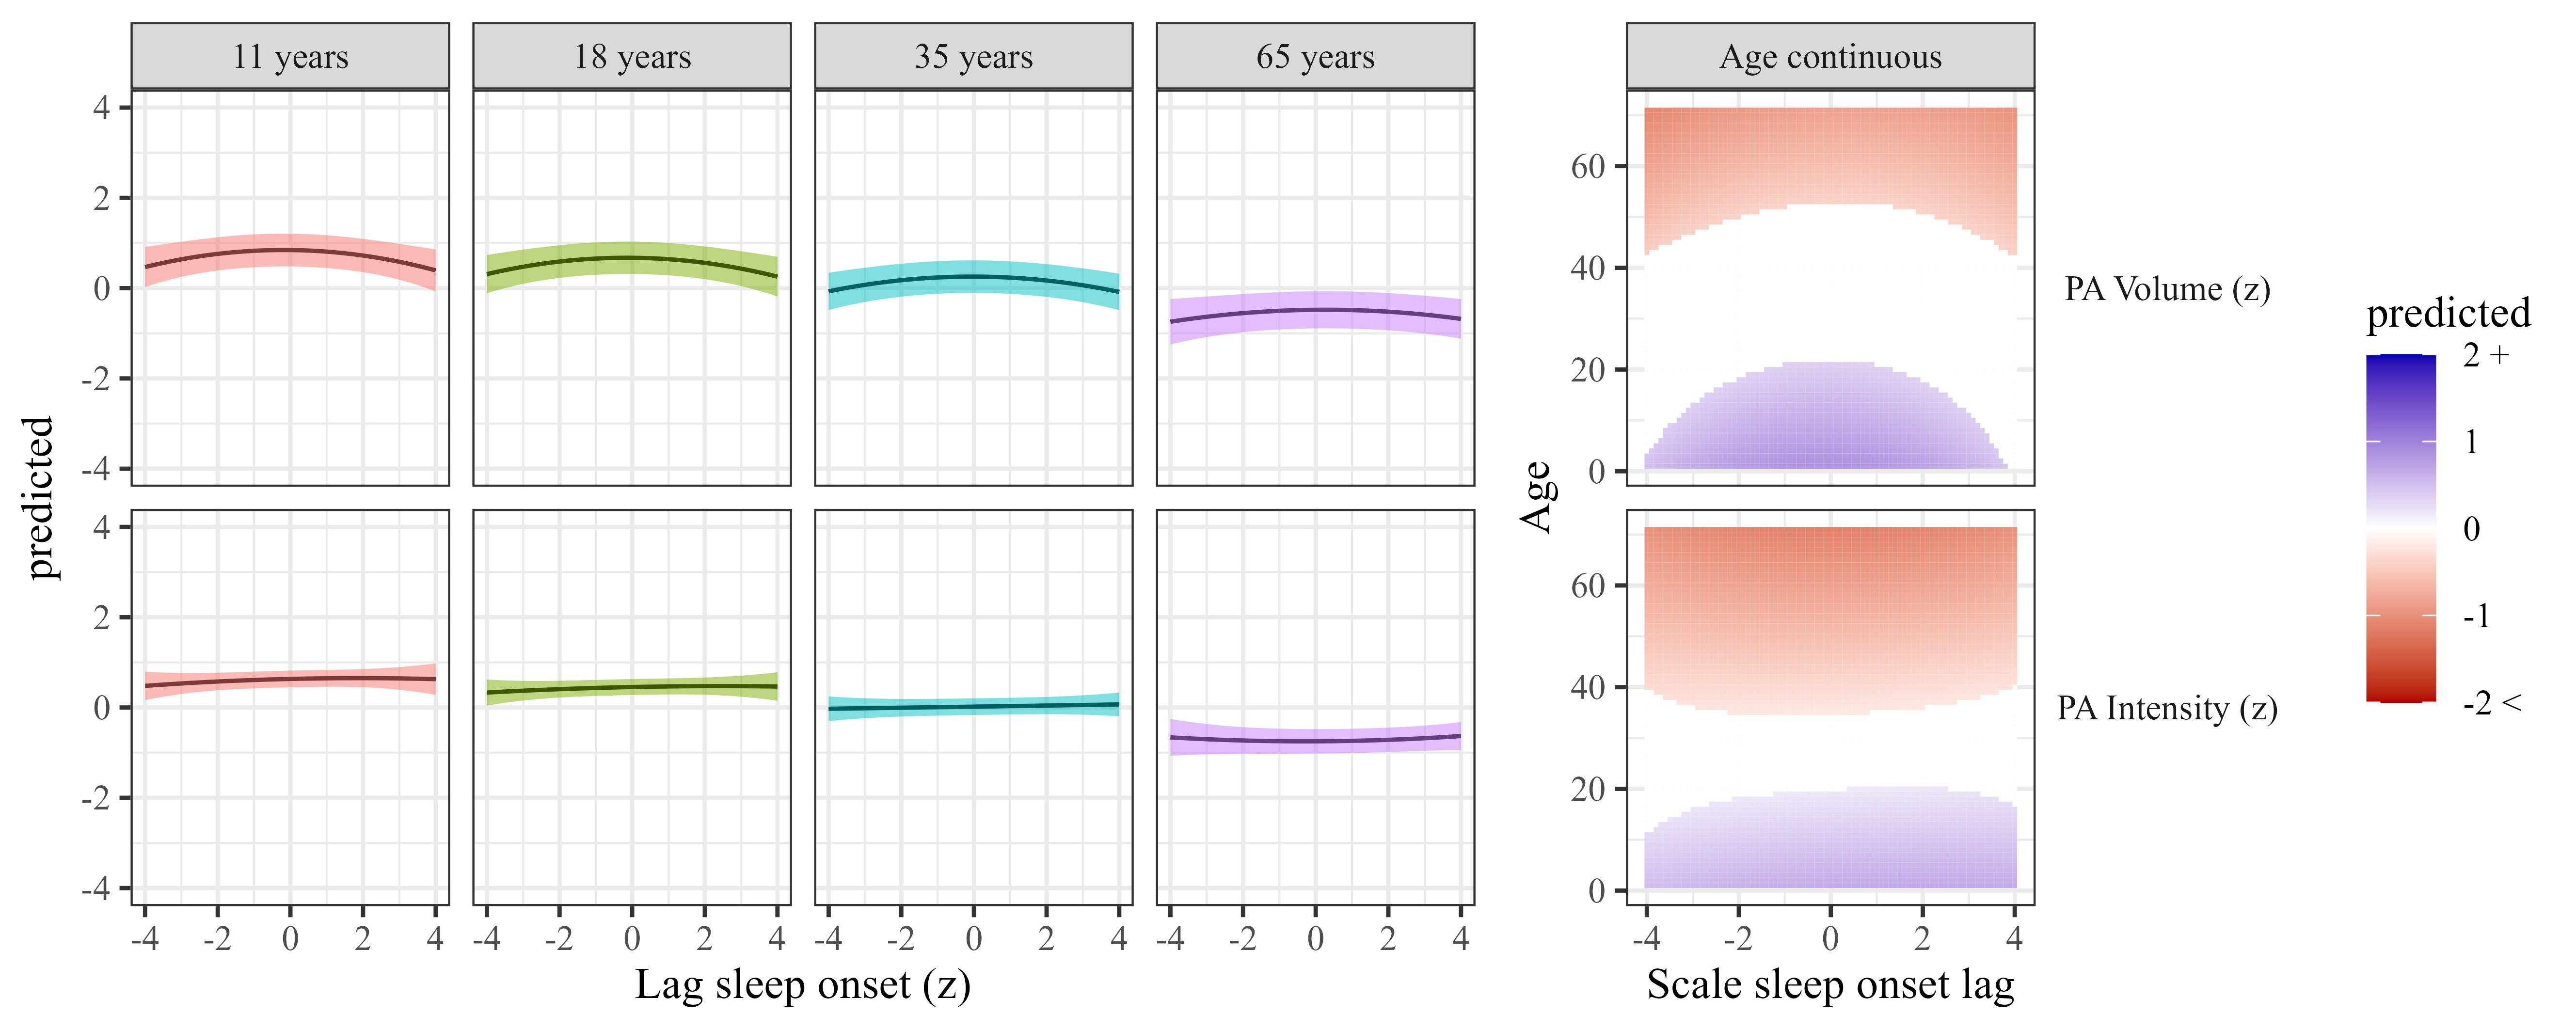 11 years
18 years
35 years
65 years
Age continuous
4
2
0
-2
-4
60
40
20
0
PA Volume (z)
predicted
2 +
1
0
-1
-2 <
predicted
Age
4
2
0
-2
-4
60
40
20
0
PA Intensity (z)
-4 -2 0 2 4
-4 -2 0 2 4
-4 -2 0 2 4
-4 -2 0 2 4
-4 -2 0 2 4
Lag sleep onset (z)
Scale sleep onset lag